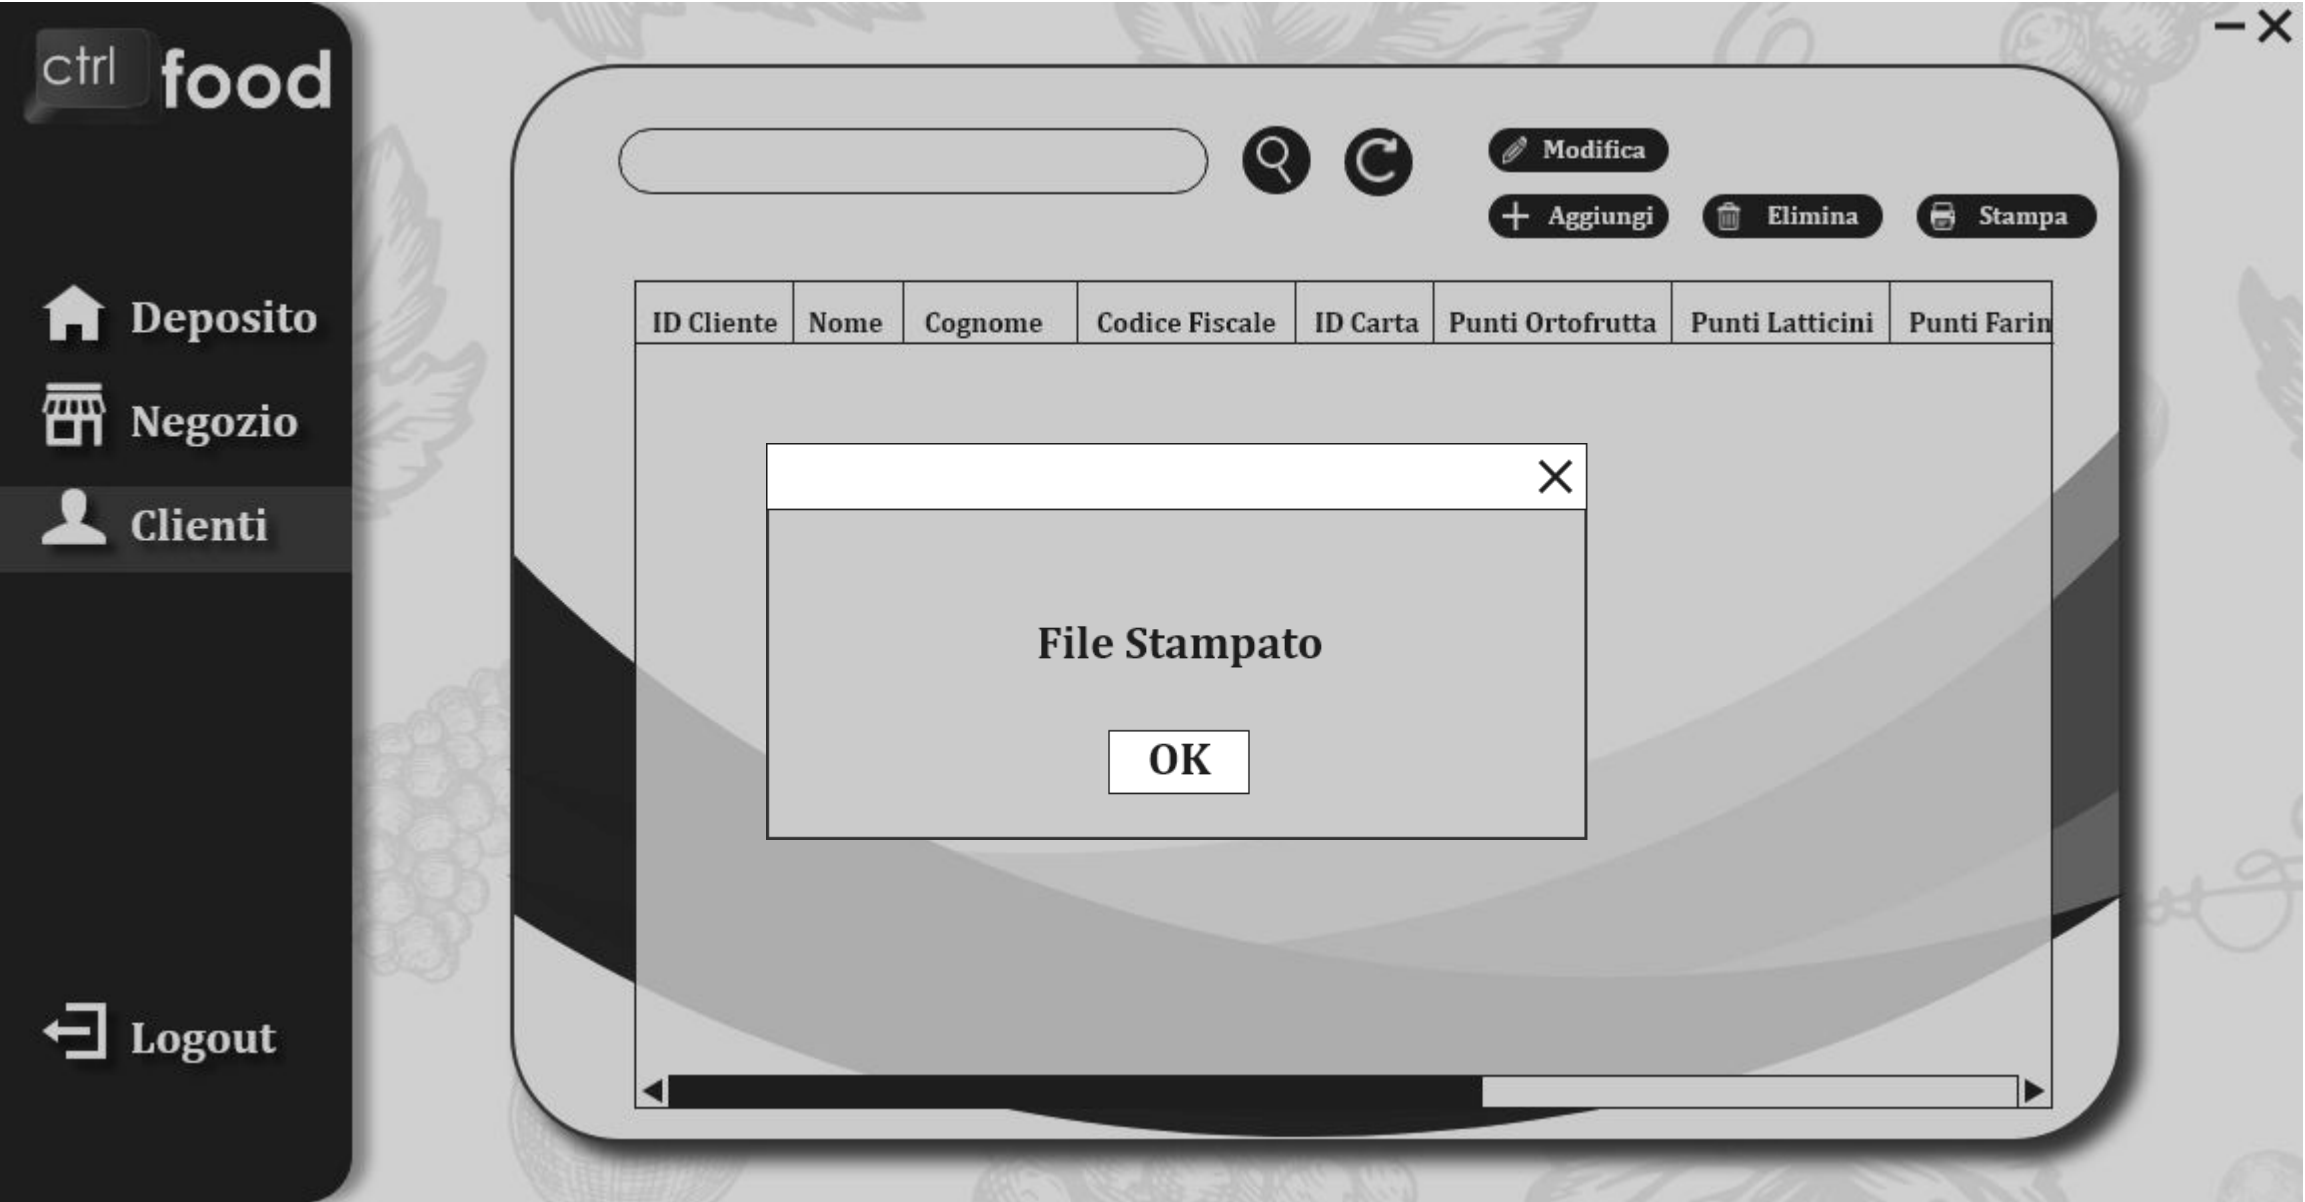 ctrl food
Modifica
Aggiungi Elimina Stampa
Deposito
Negozio
Clienti
Logout
ID Cliente Nome Cognome Codice Fiscale ID Carta Punti Ortofrutta Punti Latticini Punti Farin
File Stampato
OK